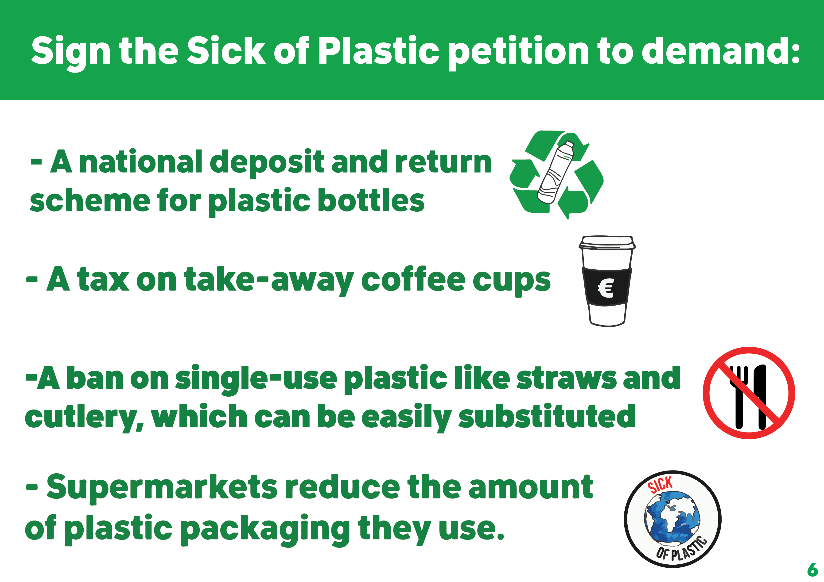 Sign the Sick of Plastic petition to demand:
- A national deposit and return
scheme for plastic bottles
- A tax on take-away coffee cups
€
-A ban on single-use plastic like straws and
cutlery, which can be easily substituted
- Supermarkets reduce the amount
of plastic packaging they use.
SICK
OF PLASTIC
6